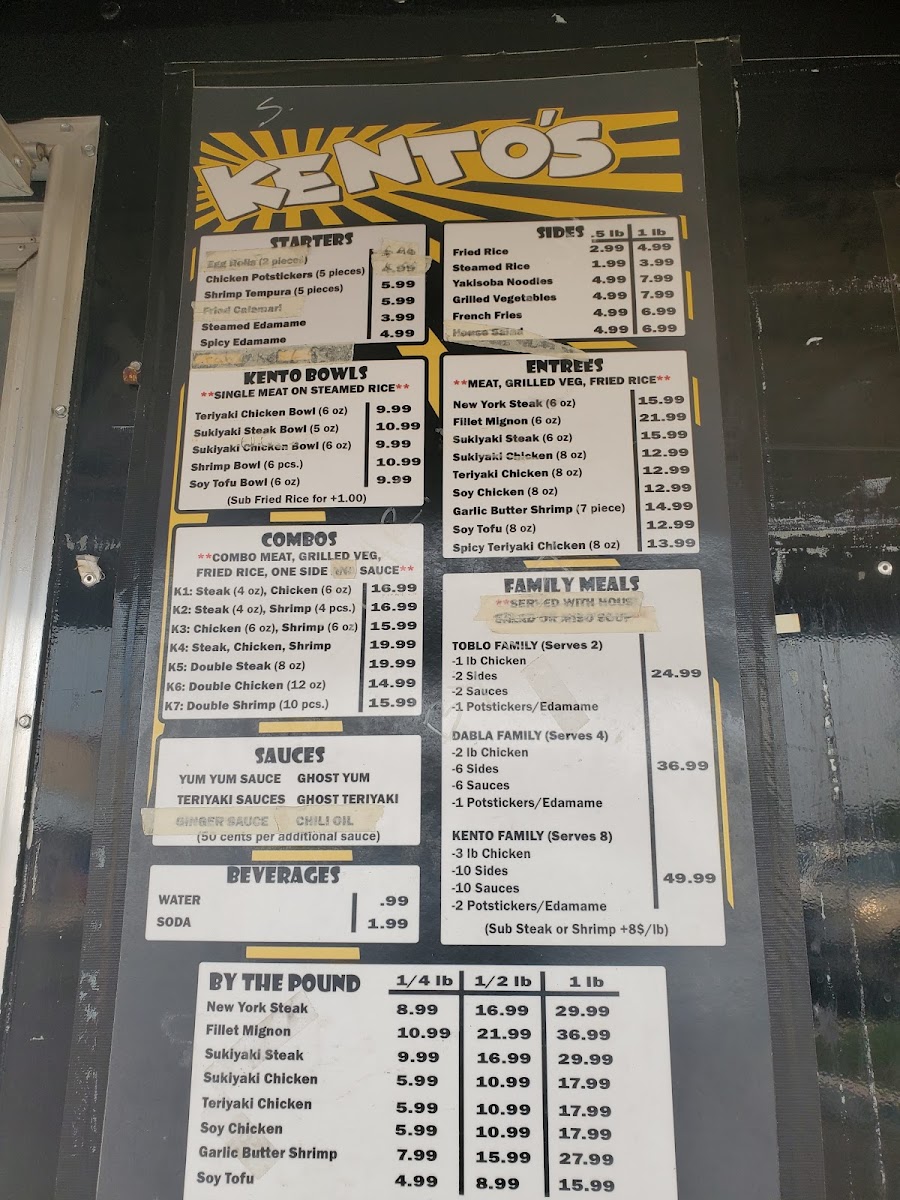 KENTO'S
STARTERS
Egg Rolls (2 pieces)
Chicken Potstickers (5 pieces) 4.99
Shrimp Tempura (5 pieces) 5.99
Fried Calamari 5.99
Steamed Edamame 3.99
Spicy Edamame 4.99
SIDES .5 lb 1 lb
Fried Rice 2.99 4.99
Steamed Rice 1.99 3.99
Yakisoba Noodles 4.99 7.99
Grilled Vegetables 4.99 7.99
French Fries 4.99 6.99
House Salad 4.99 6.99
KENTO BOWLS
**SINGLE MEAT ON STEAMED RICE**
Teriyaki Chicken Bowl (6 oz) 9.99
Sukiyaki Steak Bowl (5 oz) 10.99
Sukiyaki Chicken Bowl (6 oz) 9.99
Shrimp Bowl (6 pcs.) 10.99
Soy Tofu Bowl (6 oz) 9.99
(Sub Fried Rice for +1.00)
ENTREES
**MEAT, GRILLED VEG, FRIED RICE**
New York Steak (6 oz) 15.99
Fillet Mignon (6 oz) 21.99
Sukiyaki Steak (6 oz) 15.99
Sukiyaki Chicken (8 oz) 12.99
Teriyaki Chicken (8 oz) 12.99
Soy Chicken (8 oz) 12.99
Garlic Butter Shrimp (7 piece) 14.99
Soy Tofu (8 oz) 12.99
Spicy Teriyaki Chicken (8 oz) 13.99
COMBOS
**COMBO MEAT, GRILLED VEG,
FRIED RICE, ONE SIDE AND SAUCE**
K1: Steak (4 oz), Chicken (6 oz) 16.99
K2: Steak (4 oz), Shrimp (4 pcs.) 16.99
K3: Chicken (6 oz), Shrimp (6 oz) 15.99
K4: Steak, Chicken, Shrimp 19.99
K5: Double Steak (8 oz) 19.99
K6: Double Chicken (12 oz) 14.99
K7: Double Shrimp (10 pcs.) 15.99
FAMILY MEALS
**SERVED WITH HOUS
SALAD OR MISO SOUP
TOBLO FAMILY (Serves 2)
-1 lb Chicken
-2 Sides 24.99
-2 Sauces
-1 Potstickers/Edamame
DABLA FAMILY (Serves 4)
-2 lb Chicken
-6 Sides 36.99
-6 Sauces
-1 Potstickers/Edamame
KENTO FAMILY (Serves 8)
-3 lb Chicken
-10 Sides 49.99
-10 Sauces
-2 Potstickers/Edamame
(Sub Steak or Shrimp +8$/lb)
SAUCES
YUM YUM SAUCE GHOST YUM
TERIYAKI SAUCES GHOST TERIYAKI
GINGER SAUCE CHILI OIL
(50 cents per additional sauce)
BEVERAGES
WATER .99
SODA 1.99
BY THE POUND 1/4 lb 1/2 lb 1 lb
New York Steak 8.99 16.99 29.99
Fillet Mignon 10.99 21.99 36.99
Sukiyaki Steak 9.99 16.99 29.99
Sukiyaki Chicken 5.99 10.99 17.99
Teriyaki Chicken 5.99 10.99 17.99
Soy Chicken 5.99 10.99 17.99
Garlic Butter Shrimp 7.99 15.99 27.99
Soy Tofu 4.99 8.99 15.99